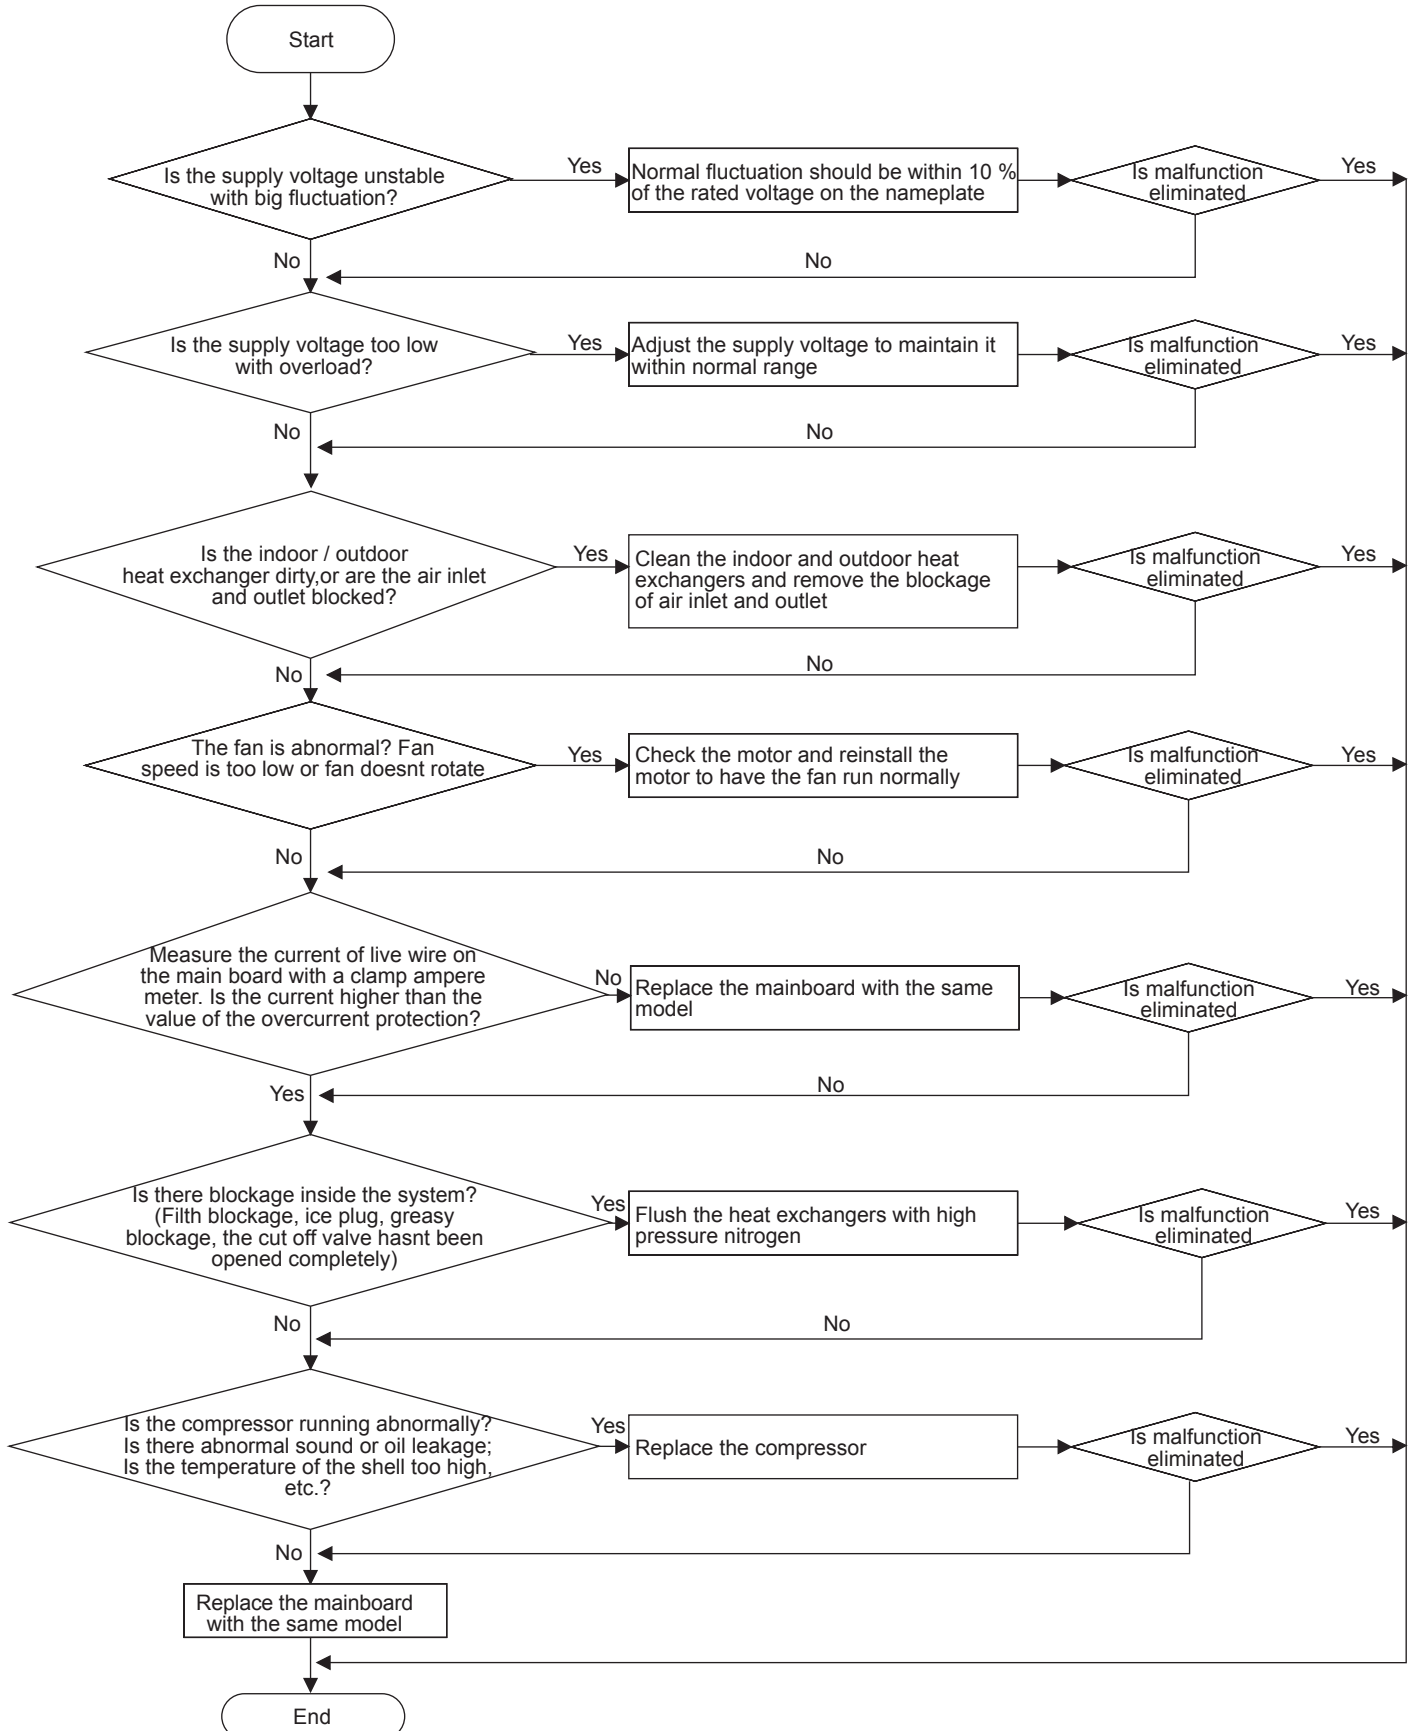 Start
Is the supply voltage unstable
with big fluctuation?
Yes
Normal fluctuation should be within 10 %
of the rated voltage on the nameplate
Is malfunction
eliminated
Yes
No
No
Is the supply voltage too low
with overload?
Yes
Adjust the supply voltage to maintain it
within normal range
Is malfunction
eliminated
Yes
No
No
Is the indoor / outdoor
heat exchanger dirty,or are the air inlet
and outlet blocked?
Yes
Clean the indoor and outdoor heat
exchangers and remove the blockage
of air inlet and outlet
Is malfunction
eliminated
Yes
No
No
The fan is abnormal? Fan
speed is too low or fan doesnt rotate
Yes
Check the motor and reinstall the
motor to have the fan run normally
Is malfunction
eliminated
Yes
No
No
Measure the current of live wire on
the main board with a clamp ampere
meter. Is the current higher than the
value of the overcurrent protection?
No
Replace the mainboard with the same
model
Is malfunction
eliminated
Yes
Yes
No
Is there blockage inside the system?
(Filth blockage, ice plug, greasy
blockage, the cut off valve hasnt been
opened completely)
Yes
Flush the heat exchangers with high
pressure nitrogen
Is malfunction
eliminated
Yes
No
No
Is the compressor running abnormally?
Is there abnormal sound or oil leakage;
Is the temperature of the shell too high,
etc.?
Yes
Replace the compressor
Is malfunction
eliminated
Yes
No
Replace the mainboard
with the same model
End